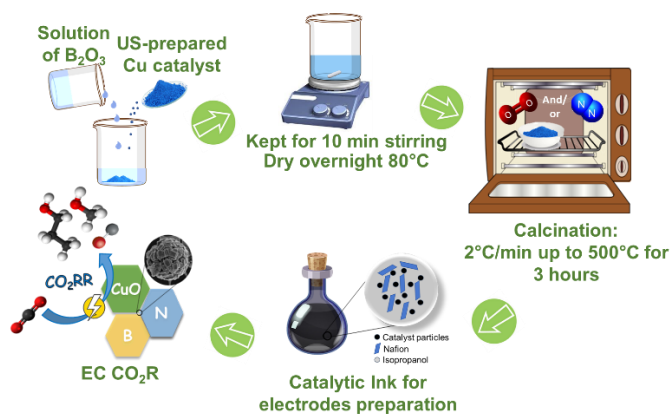 Solution
of B₂O₃
US-prepared
Cu catalyst
Kept for 10 min stirring
Dry overnight 80°C
O
O
And/
or
N
N
Calcination:
2°C/min up to 500°C for
3 hours
Catalyst particles
Nafion
Isopropanol
Catalytic Ink for
electrodes preparation
CO₂RR
CuO
N
B
EC CO₂R